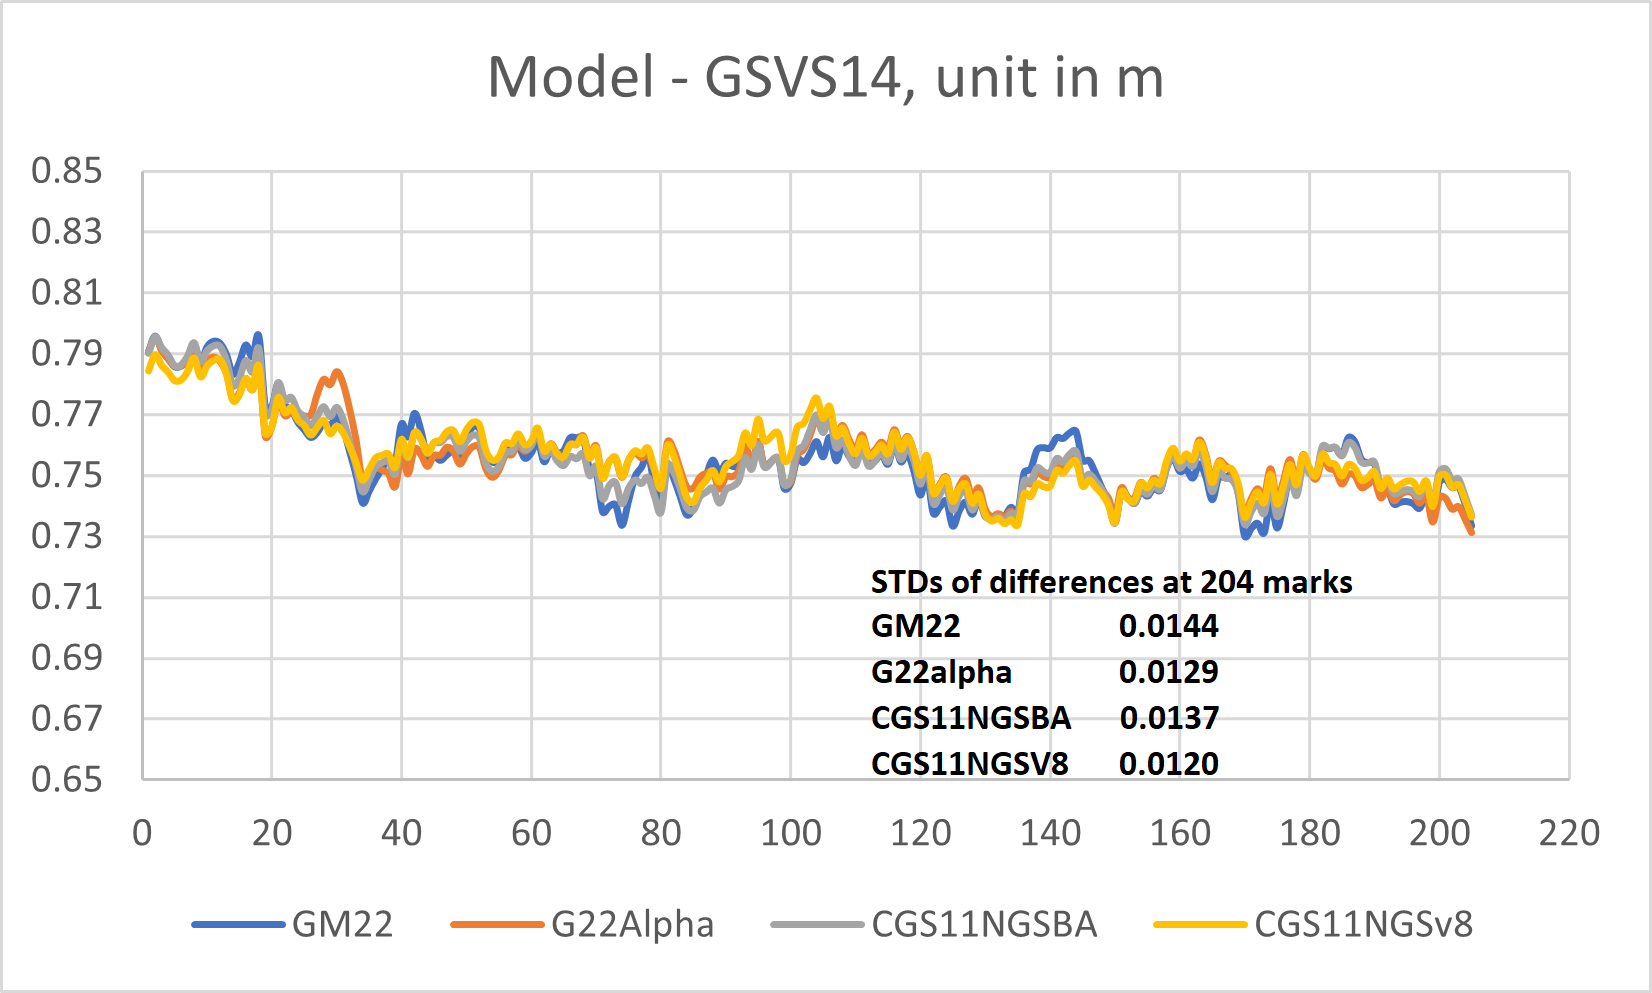 Model - GSVS14, unit in m
0.85
0.83
0.81
0.79
0.77
0.75
0.73
0.71
0.69
0.67
0.65
STDs of differences at 204 marks
GM22 0.0144
G22alpha 0.0129
CGS11NGSBA 0.0137
CGS11NGSV8 0.0120
0 20 40 60 80 100 120 140 160 180 200 220
GM22 G22Alpha CGS11NGSBA CGS11NGSv8